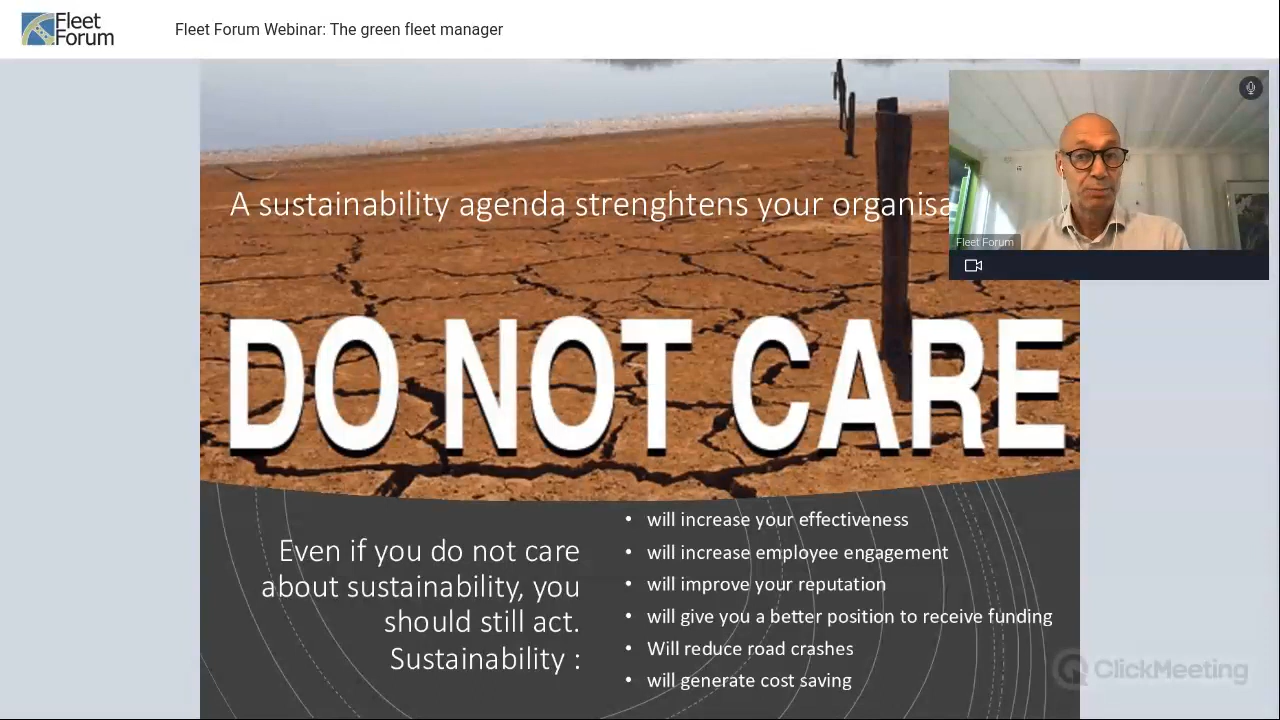 Fleet
Forum
Fleet Forum Webinar: The green fleet manager
A sustainability agenda strenghtens your organisa
Fleet Forum
DO NOT CARE
Even if you do not care
about sustainability, you
should still act.
Sustainability :
• will increase your effectiveness
• will increase employee engagement
• will improve your reputation
• will give you a better position to receive funding
• Will reduce road crashes
• will generate cost saving
ClickMeeting